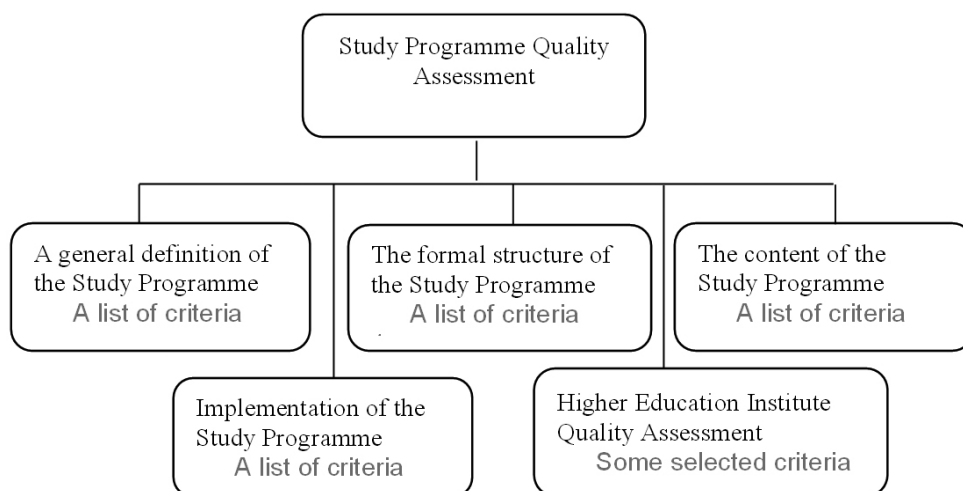 Study Programme Quality
Assessment
A general definition of
the Study Programme
A list of criteria
The formal structure of
the Study Programme
A list of criteria
.
The content of the
Study Programme
A list of criteria
Implementation of the
Study Programme
A list of criteria
Higher Education Institute
Quality Assessment
Some selected criteria